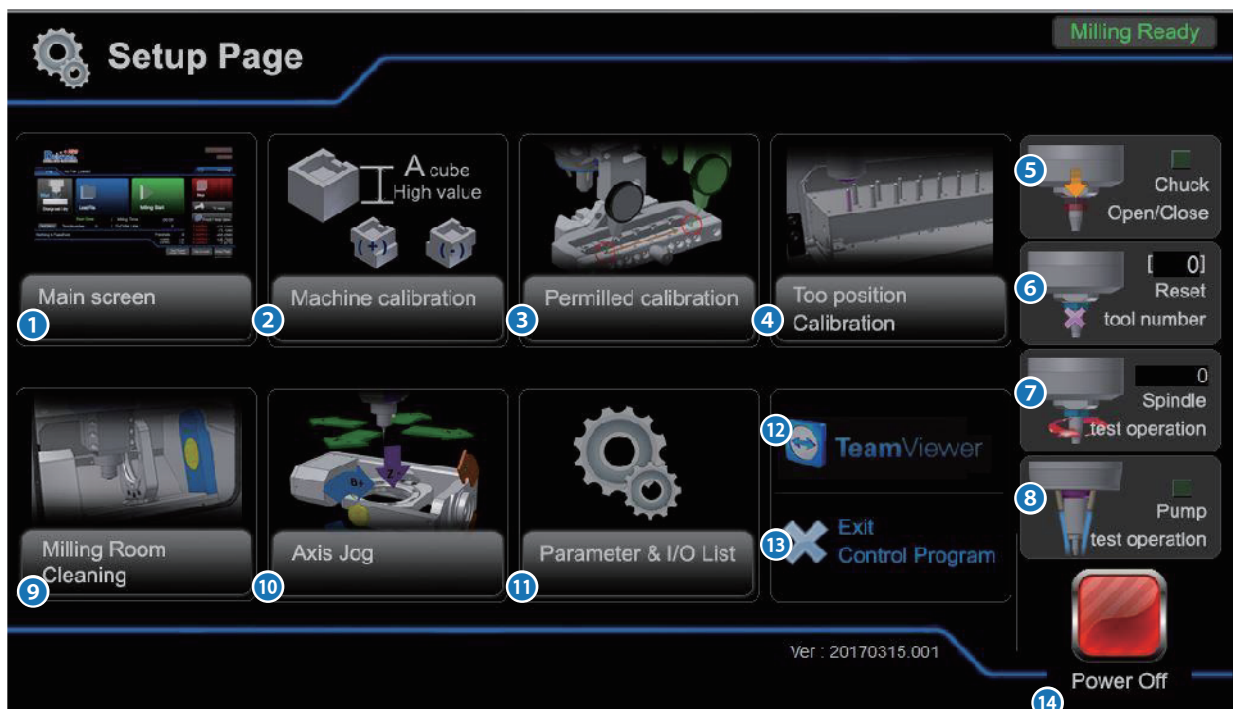 Setup Page
Milling Ready
A cube
High value
(+)
(-)
Main screen
1
Machine calibration
2
Permilled calibration
3
Too position
Calibration
4
5
Chuck
Open/Close
6
[ 0]
Reset
tool number
7
0
Spindle
test operation
8
Pump
test operation
Milling Room
Cleaning
9
B+
Z-
Axis Jog
10
Parameter & I/O List
11
12
TeamViewer
13
Exit
Control Program
Ver : 20170315.001
Power Off
14